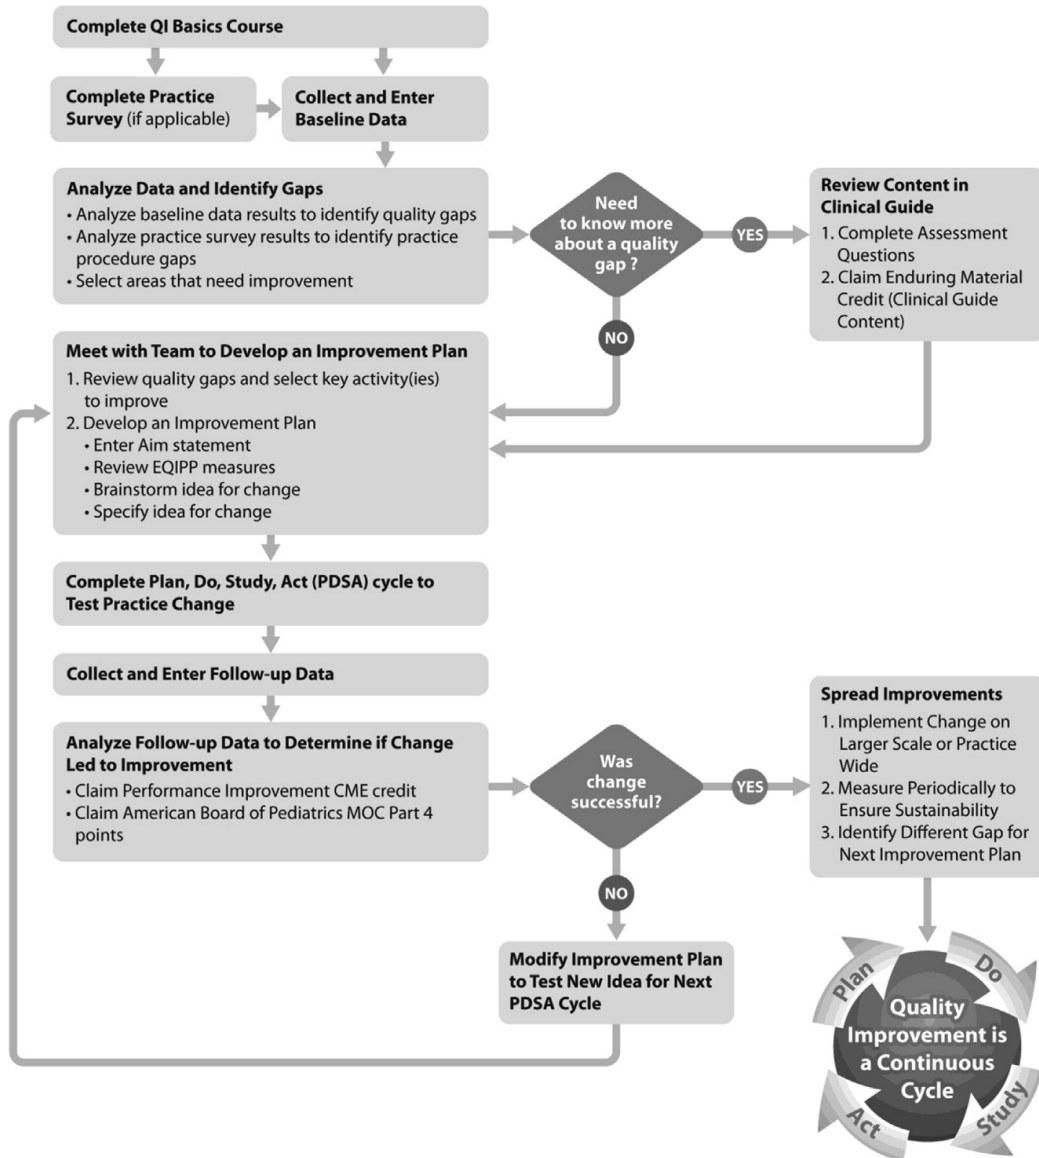 Complete QI Basics Course
Complete Practice
Survey (if applicable)
Collect and Enter
Baseline Data
Analyze Data and Identify Gaps
• Analyze baseline data results to identify quality gaps
• Analyze practice survey results to identify practice
procedure gaps
• Select areas that need improvement
Need
to know more
about a quality
gap ?
YES
Review Content in
Clinical Guide
1. Complete Assessment
Questions
2. Claim Enduring Material
Credit (Clinical Guide
Content)
NO
Meet with Team to Develop an Improvement Plan
1. Review quality gaps and select key activity(ies)
to improve
2. Develop an Improvement Plan
• Enter Aim statement
• Review EQIPP measures
• Brainstorm idea for change
• Specify idea for change
Complete Plan, Do, Study, Act (PDSA) cycle to
Test Practice Change
Collect and Enter Follow-up Data
Analyze Follow-up Data to Determine if Change
Led to Improvement
• Claim Performance Improvement CME credit
• Claim American Board of Pediatrics MOC Part 4
points
Was
change
successful?
YES
Spread Improvements
1. Implement Change on
Larger Scale or Practice
Wide
2. Measure Periodically to
Ensure Sustainability
3. Identify Different Gap for
Next Improvement Plan
NO
Modify Improvement Plan
to Test New Idea for Next
PDSA Cycle
Plan
Do
Quality
Improvement is
a Continuous
Cycle
Act
Study